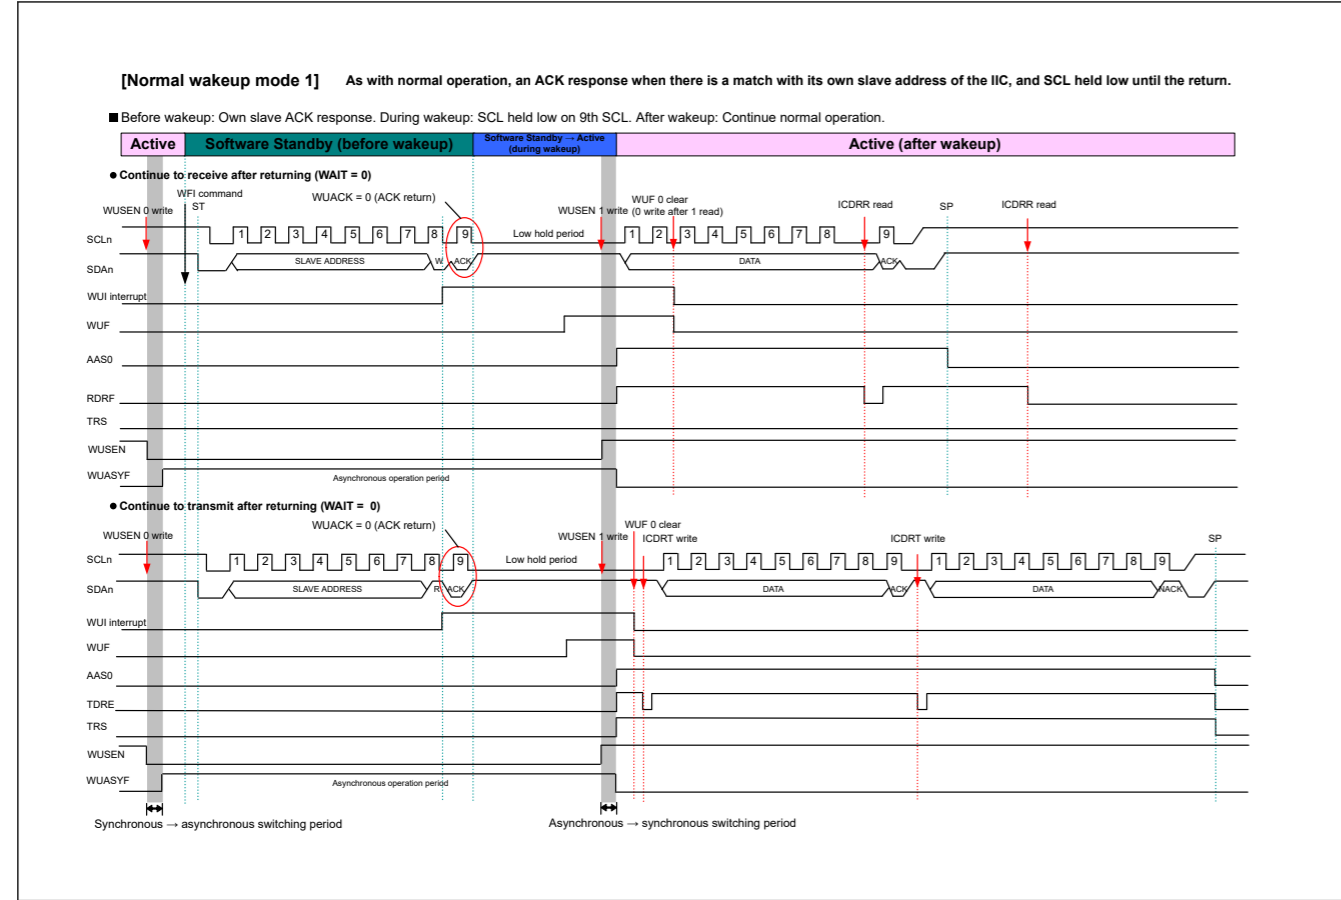 [Normal wakeup mode 1] As with normal operation, an ACK response when there is a match with its own slave address of the IIC, and SCL held low until the return.
■ Before wakeup: Own slave ACK response. During wakeup: SCL held low on 9th SCL. After wakeup: Continue normal operation.
Active
Software Standby (before wakeup)
Software Standby → Active
(during wakeup)
Active (after wakeup)
● Continue to receive after returning (WAIT = 0)
WFI command
ST
WUACK = 0 (ACK return)
WUSEN 0 write
WUSEN 1 write
WUF 0 clear
(0 write after 1 read)
ICDRR read
SP
ICDRR read
SCLn
1 2 3 4 5 6 7 8 9
Low hold period
1 2 3 4 5 6 7 8 9
SDAn
SLAVE ADDRESS
W
ACK
DATA
ACK
WUI interrupt
WUF
AAS0
RDRF
TRS
WUSEN
WUASYF
Asynchronous operation period
● Continue to transmit after returning (WAIT = 0)
WUACK = 0 (ACK return)
WUSEN 0 write
WUSEN 1 write
WUF 0 clear
ICDRT write
ICDRT write
SP
SCLn
1 2 3 4 5 6 7 8 9
Low hold period
1 2 3 4 5 6 7 8 9
1 2 3 4 5 6 7 8 9
SDAn
SLAVE ADDRESS
R
ACK
DATA
ACK
DATA
NACK
WUI interrupt
WUF
AAS0
TDRE
TRS
WUSEN
WUASYF
Asynchronous operation period
Synchronous → asynchronous switching period
Asynchronous → synchronous switching period